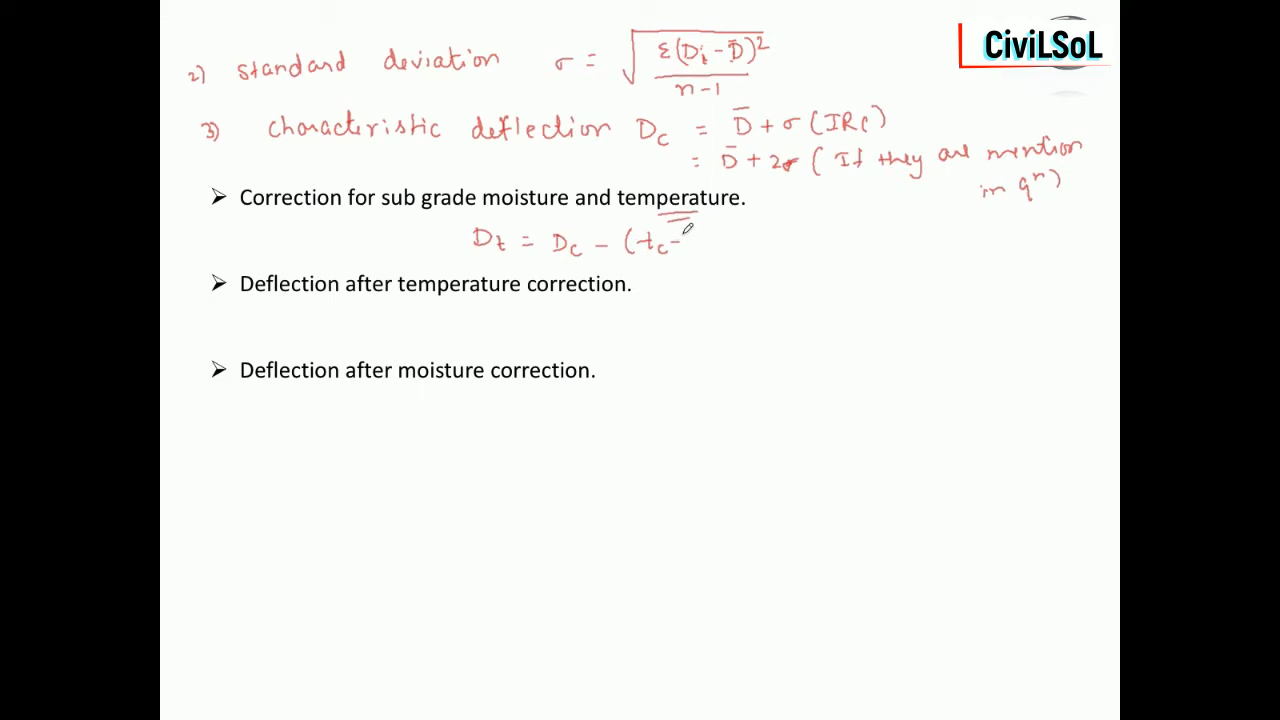 CiviLSoL
2) standard deviation σ = √ Σ(Di - D̄)² / n-1
3) characteristic deflection Dc = D̄ + σ (IRC)
= D̄ + 2σ ( If they are mention
in qⁿ)
➢ Correction for sub grade moisture and temperature.
Dt = Dc - (tc -
➢ Deflection after temperature correction.
➢ Deflection after moisture correction.